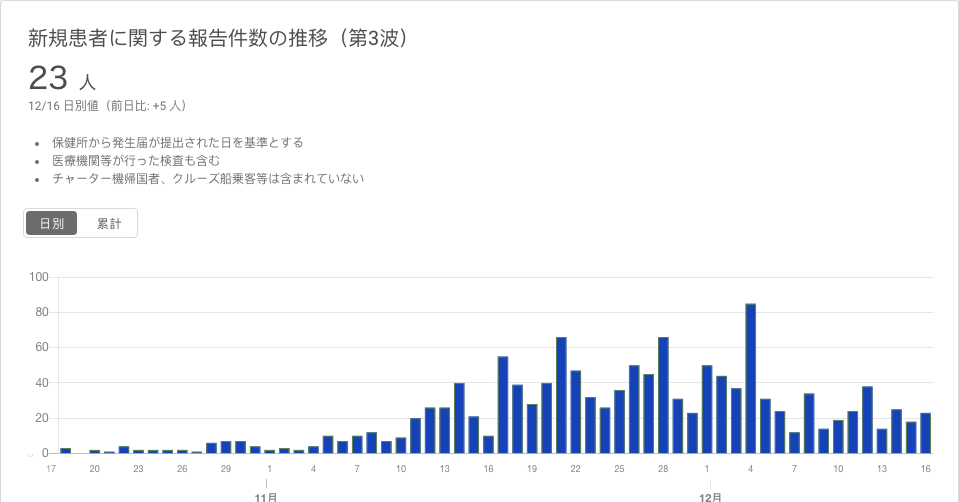 新規患者に関する報告件数の推移（第3波）
23 人
12/16 日別値（前日比: +5 人）
保健所から発生届が提出された日を基準とする
医療機関等が行った検査も含む
チャーター機帰国者、クルーズ船乗客等は含まれていない
日別 累計
100
80
60
40
20
0
17 20 23 26 29 1 4 7 10 13 16 19 22 25 28 1 4 7 10 13 16
11月 12月